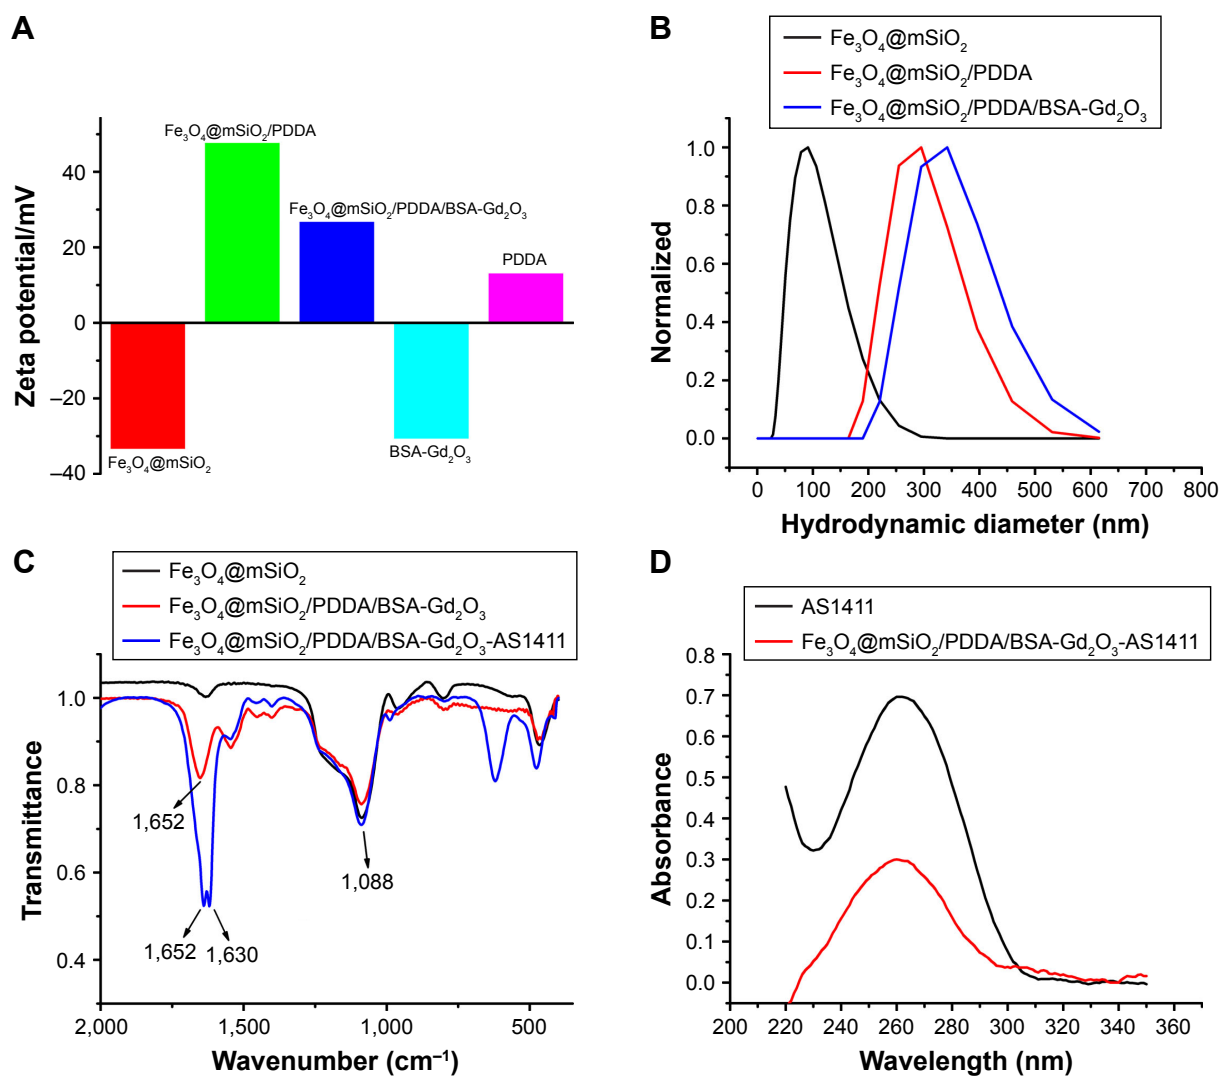 A
Fe₃O₄@mSiO₂/PDDA
Fe₃O₄@mSiO₂/PDDA/BSA-Gd₂O₃
PDDA
Fe₃O₄@mSiO₂
BSA-Gd₂O₃
40
20
0
–20
–40
Zeta potential/mV
B
Fe₃O₄@mSiO₂
Fe₃O₄@mSiO₂/PDDA
Fe₃O₄@mSiO₂/PDDA/BSA-Gd₂O₃
1.0
0.8
0.6
0.4
0.2
0.0
Normalized
0 100 200 300 400 500 600 700 800
Hydrodynamic diameter (nm)
C
Fe₃O₄@mSiO₂
Fe₃O₄@mSiO₂/PDDA/BSA-Gd₂O₃
Fe₃O₄@mSiO₂/PDDA/BSA-Gd₂O₃-AS1411
1.0
0.8
0.6
0.4
Transmittance
1,652
1,088
1,652
1,630
2,000 1,500 1,000 500
Wavenumber (cm⁻¹)
D
AS1411
Fe₃O₄@mSiO₂/PDDA/BSA-Gd₂O₃-AS1411
0.8
0.7
0.6
0.5
0.4
0.3
0.2
0.1
0.0
Absorbance
200 220 240 260 280 300 320 340 360
Wavelength (nm)